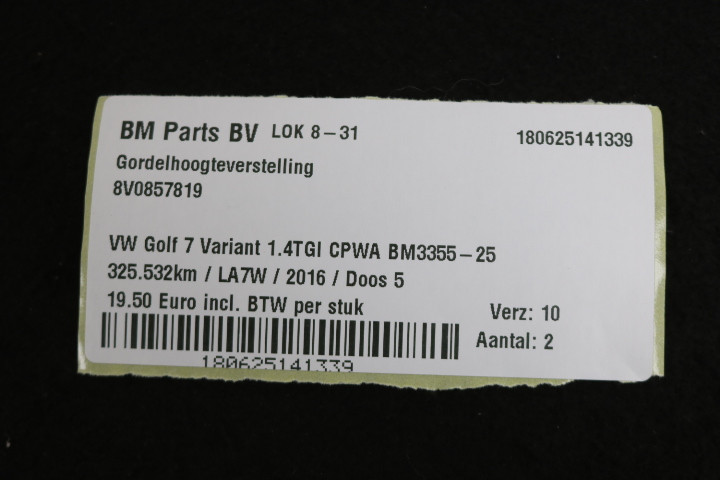 BM Parts BV LOK 8-31 180625141339
Gordelhoogteverstelling
8V0857819
VW Golf 7 Variant 1.4TGI CPWA BM3355-25
325.532km / LA7W / 2016 / Doos 5
19.50 Euro incl. BTW per stuk Verz: 10
Aantal: 2
180625141339